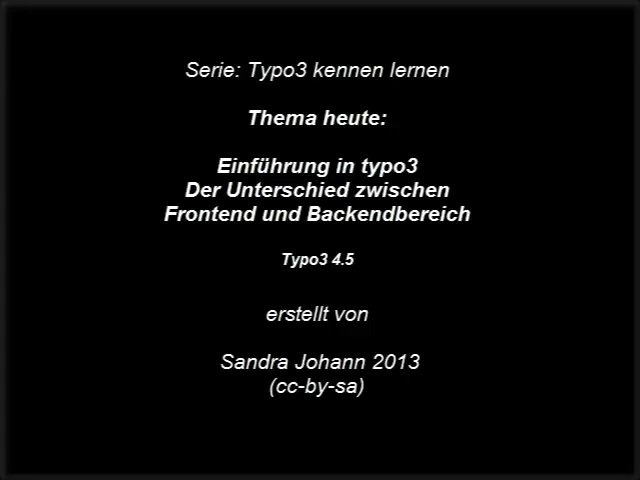 Serie: Typo3 kennen lernen
Thema heute:
Einführung in typo3
Der Unterschied zwischen
Frontend und Backendbereich
Typo3 4.5
erstellt von
Sandra Johann 2013
(cc-by-sa)